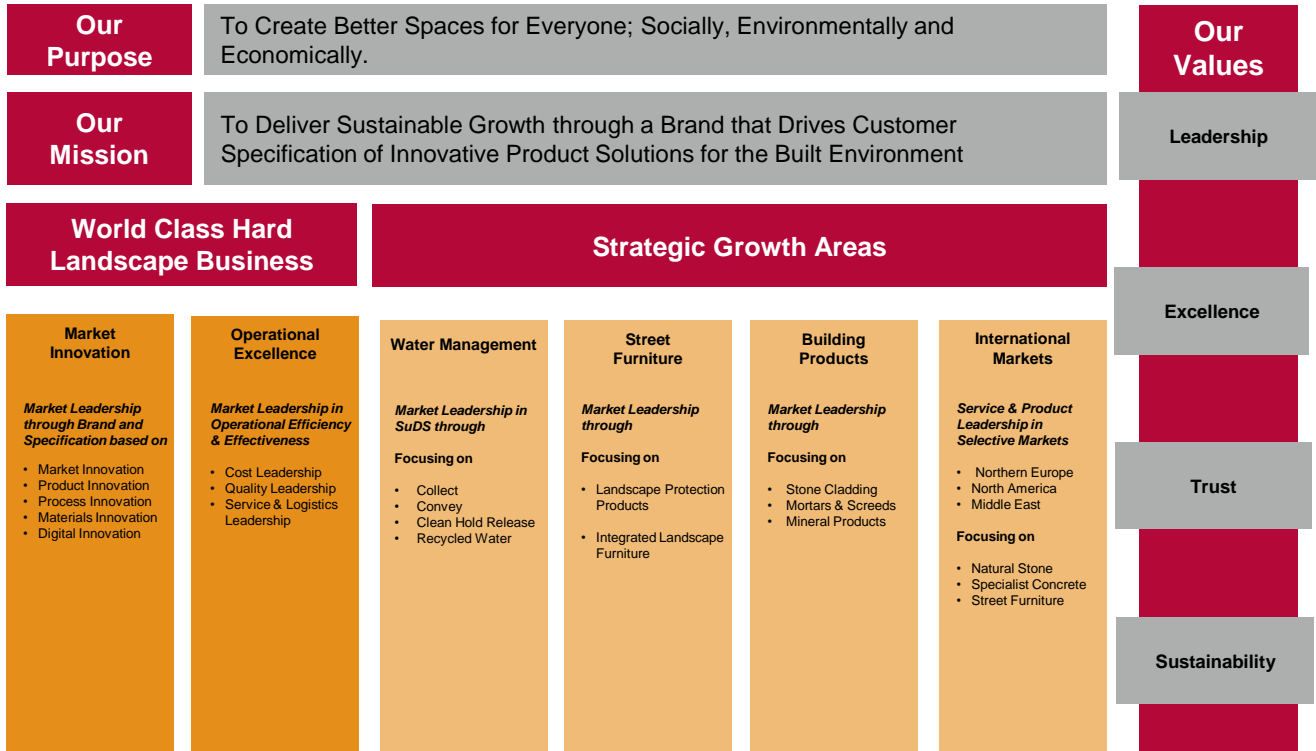 Our
Purpose
To Create Better Spaces for Everyone; Socially, Environmentally and
Economically.
Our
Mission
To Deliver Sustainable Growth through a Brand that Drives Customer
Specification of Innovative Product Solutions for the Built Environment
World Class Hard
Landscape Business
Strategic Growth Areas
Market
Innovation
Market Leadership
through Brand and
Specification based on
• Market Innovation
• Product Innovation
• Process Innovation
• Materials Innovation
• Digital Innovation
Operational
Excellence
Market Leadership in
Operational Efficiency
& Effectiveness
• Cost Leadership
• Quality Leadership
• Service & Logistics
Leadership
Water Management
Market Leadership in
SuDS through
Focusing on
• Collect
• Convey
• Clean Hold Release
• Recycled Water
Street
Furniture
Market Leadership
through
Focusing on
• Landscape Protection
Products
• Integrated Landscape
Furniture
Building
Products
Market Leadership
through
Focusing on
• Stone Cladding
• Mortars & Screeds
• Mineral Products
International
Markets
Service & Product
Leadership in
Selective Markets
• Northern Europe
• North America
• Middle East
Focusing on
• Natural Stone
• Specialist Concrete
• Street Furniture
Our
Values
Leadership
Excellence
Trust
Sustainability